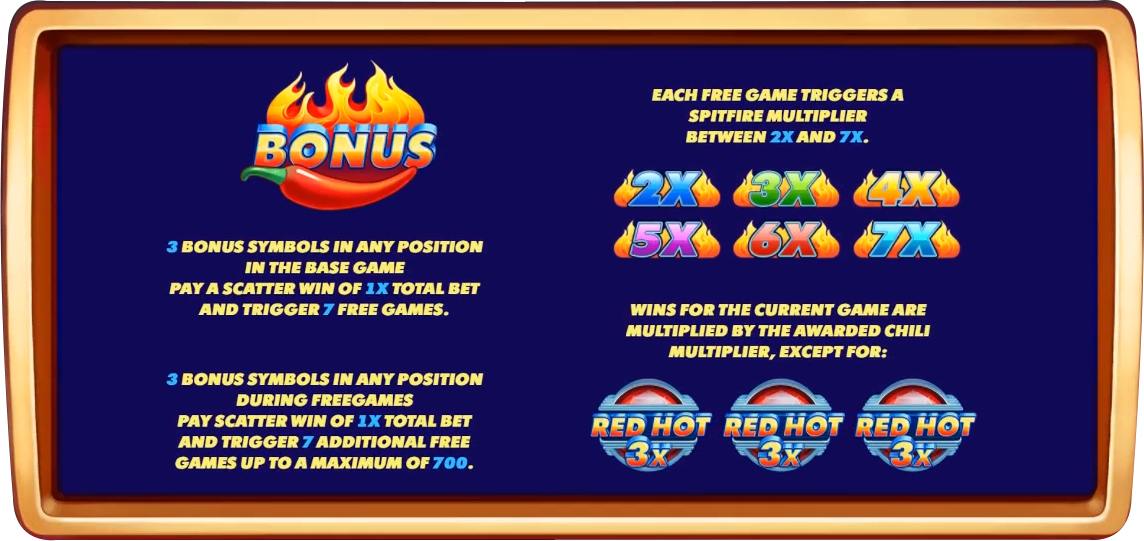 BONUS
3 BONUS SYMBOLS IN ANY POSITION
IN THE BASE GAME
PAY A SCATTER WIN OF 1X TOTAL BET
AND TRIGGER 7 FREE GAMES.
3 BONUS SYMBOLS IN ANY POSITION
DURING FREEGAMES
PAY SCATTER WIN OF 1X TOTAL BET
AND TRIGGER 7 ADDITIONAL FREE
GAMES UP TO A MAXIMUM OF 700.
EACH FREE GAME TRIGGERS A
SPITFIRE MULTIPLIER
BETWEEN 2X AND 7X.
2X 3X 4X
5X 6X 7X
WINS FOR THE CURRENT GAME ARE
MULTIPLIED BY THE AWARDED CHILI
MULTIPLIER, EXCEPT FOR:
RED HOT RED HOT RED HOT
3X 3X 3X